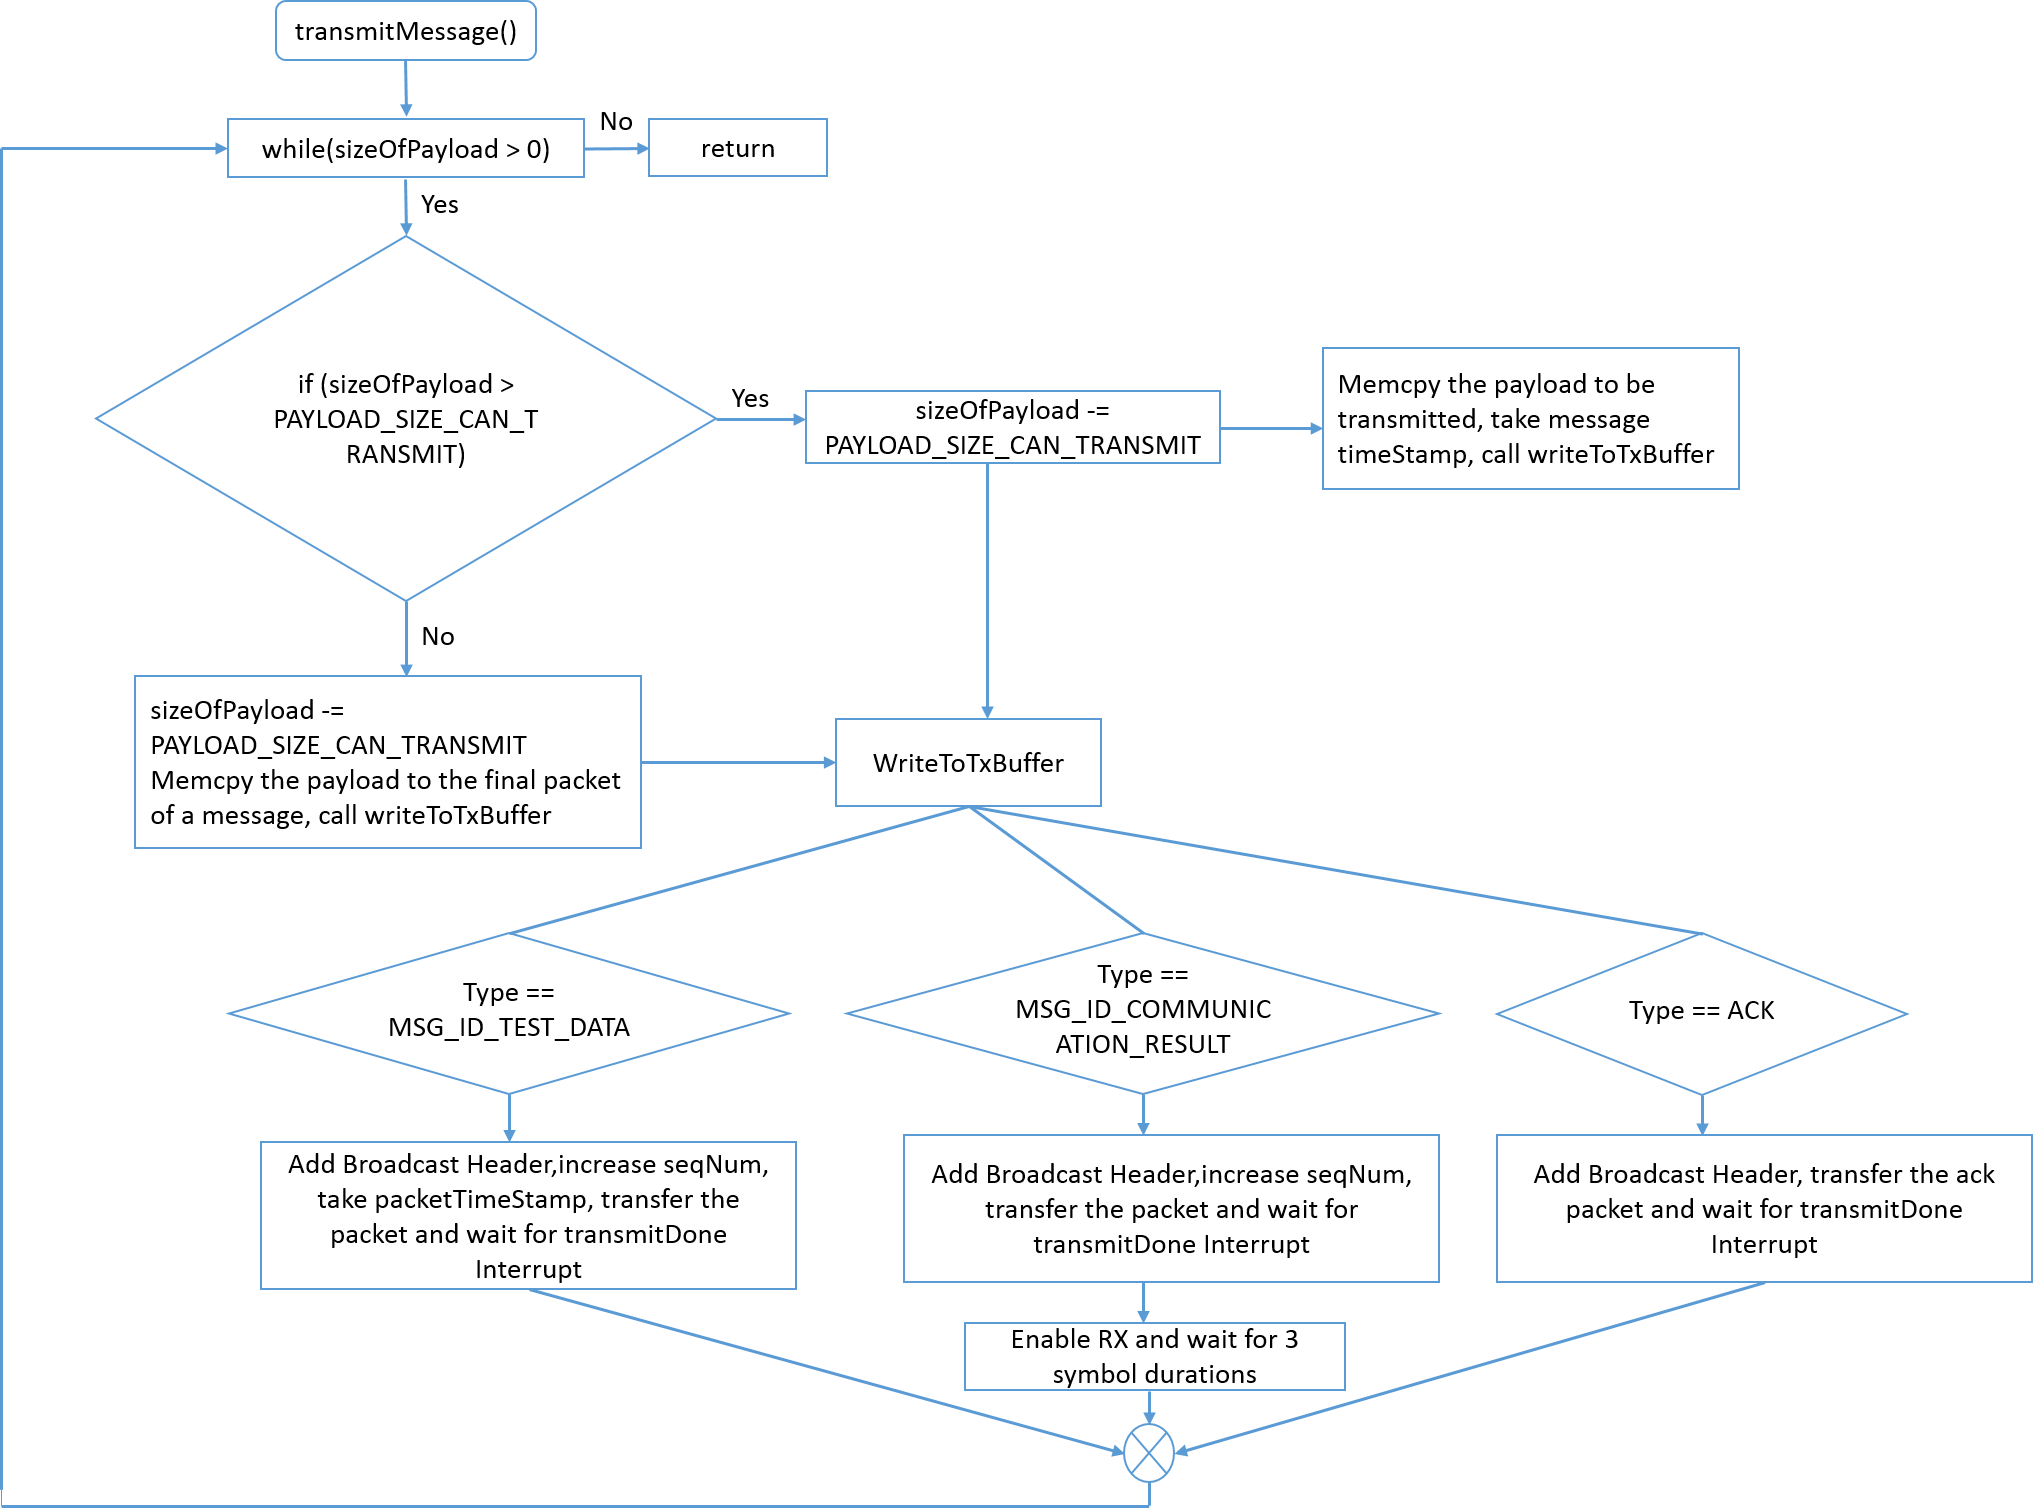 transmitMessage()
while(sizeOfPayload > 0)
No
return
Yes
if (sizeOfPayload >
PAYLOAD_SIZE_CAN_T
RANSMIT)
Yes
sizeOfPayload -=
PAYLOAD_SIZE_CAN_TRANSMIT
Memcpy the payload to be
transmitted, take message
timeStamp, call writeToTxBuffer
No
sizeOfPayload -=
PAYLOAD_SIZE_CAN_TRANSMIT
Memcpy the payload to the final packet
of a message, call writeToTxBuffer
WriteToTxBuffer
Type ==
MSG_ID_TEST_DATA
Type ==
MSG_ID_COMMUNIC
ATION_RESULT
Type == ACK
Add Broadcast Header,increase seqNum,
take packetTimeStamp, transfer the
packet and wait for transmitDone
Interrupt
Add Broadcast Header,increase seqNum,
transfer the packet and wait for
transmitDone Interrupt
Add Broadcast Header, transfer the ack
packet and wait for transmitDone
Interrupt
Enable RX and wait for 3
symbol durations